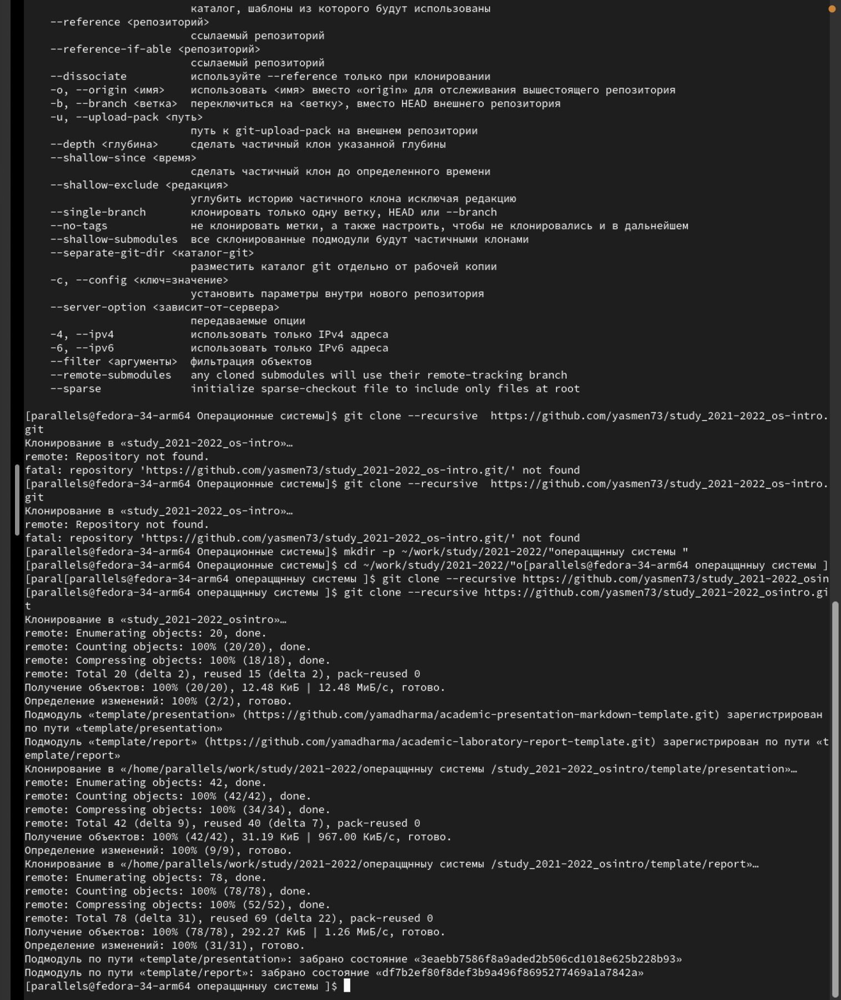 каталог, шаблоны из которого будут использованы
--reference <репозиторий>
ссылаемый репозиторий
--reference-if-able <репозиторий>
ссылаемый репозиторий
--dissociate используйте --reference только при клонировании
-o, --origin <имя> использовать <имя> вместо «origin» для отслеживания вышестоящего репозитория
-b, --branch <ветка> переключиться на <ветку>, вместо HEAD внешнего репозитория
-u, --upload-pack <путь>
путь к git-upload-pack на внешнем репозитории
--depth <глубина> сделать частичный клон указанной глубины
--shallow-since <время>
сделать частичный клон до определенного времени
--shallow-exclude <редакция>
углубить историю частичного клона исключая редакцию
--single-branch клонировать только одну ветку, HEAD или --branch
--no-tags не клонировать метки, а также настроить, чтобы не клонировались и в дальнейшем
--shallow-submodules все склонированные подмодули будут частичными клонами
--separate-git-dir <каталог-git>
разместить каталог git отдельно от рабочей копии
-c, --config <ключ=значение>
установить параметры внутри нового репозитория
--server-option <зависит-от-сервера>
передаваемые опции
-4, --ipv4 использовать только IPv4 адреса
-6, --ipv6 использовать только IPv6 адреса
--filter <аргументы> фильтрация объектов
--remote-submodules any cloned submodules will use their remote-tracking branch
--sparse initialize sparse-checkout file to include only files at root
[parallels@fedora-34-arm64 Операционные системы]$ git clone --recursive  https://github.com/yasmen73/study_2021-2022_os-intro.
git
Клонирование в «study_2021-2022_os-intro»…
remote: Repository not found.
fatal: repository 'https://github.com/yasmen73/study_2021-2022_os-intro.git/' not found
[parallels@fedora-34-arm64 Операционные системы]$ git clone --recursive  https://github.com/yasmen73/study_2021-2022_os-intro.
git
Клонирование в «study_2021-2022_os-intro»…
remote: Repository not found.
fatal: repository 'https://github.com/yasmen73/study_2021-2022_os-intro.git/' not found
[parallels@fedora-34-arm64 Операционные системы]$ mkdir -p ~/work/study/2021-2022/"операцщнныу системы "
[parallels@fedora-34-arm64 Операционные системы]$ cd ~/work/study/2021-2022/"о[parallels@fedora-34-arm64 операцщнныу системы ]
[paral[parallels@fedora-34-arm64 операцщнныу системы ]$ git clone --recursive https://github.com/yasmen73/study_2021-2022_osin
[parallels@fedora-34-arm64 операцщнныу системы ]$ git clone --recursive https://github.com/yasmen73/study_2021-2022_osintro.gi
t
Клонирование в «study_2021-2022_osintro»…
remote: Enumerating objects: 20, done.
remote: Counting objects: 100% (20/20), done.
remote: Compressing objects: 100% (18/18), done.
remote: Total 20 (delta 2), reused 15 (delta 2), pack-reused 0
Получение объектов: 100% (20/20), 12.48 КиБ | 12.48 МиБ/с, готово.
Определение изменений: 100% (2/2), готово.
Подмодуль «template/presentation» (https://github.com/yamadharma/academic-presentation-markdown-template.git) зарегистрирован
по пути «template/presentation»
Подмодуль «template/report» (https://github.com/yamadharma/academic-laboratory-report-template.git) зарегистрирован по пути «t
emplate/report»
Клонирование в «/home/parallels/work/study/2021-2022/операцщнныу системы /study_2021-2022_osintro/template/presentation»…
remote: Enumerating objects: 42, done.
remote: Counting objects: 100% (42/42), done.
remote: Compressing objects: 100% (34/34), done.
remote: Total 42 (delta 9), reused 40 (delta 7), pack-reused 0
Получение объектов: 100% (42/42), 31.19 КиБ | 967.00 КиБ/с, готово.
Определение изменений: 100% (9/9), готово.
Клонирование в «/home/parallels/work/study/2021-2022/операцщнныу системы /study_2021-2022_osintro/template/report»…
remote: Enumerating objects: 78, done.
remote: Counting objects: 100% (78/78), done.
remote: Compressing objects: 100% (52/52), done.
remote: Total 78 (delta 31), reused 69 (delta 22), pack-reused 0
Получение объектов: 100% (78/78), 292.27 КиБ | 1.26 МиБ/с, готово.
Определение изменений: 100% (31/31), готово.
Подмодуль по пути «template/presentation»: забрано состояние «3eaebb7586f8a9aded2b506cd1018e625b228b93»
Подмодуль по пути «template/report»: забрано состояние «df7b2ef80f8def3b9a496f8695277469a1a7842a»
[parallels@fedora-34-arm64 операцщнныу системы ]$